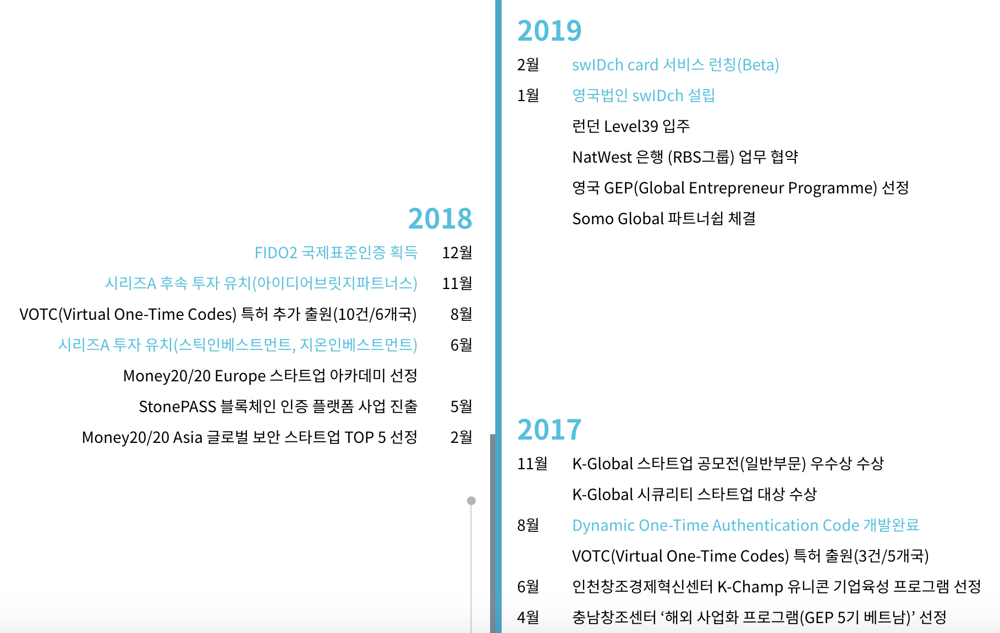 2019
2월 swIDch card 서비스 런칭(Beta)
1월 영국법인 swIDch 설립
런던 Level39 입주
NatWest 은행 (RBS그룹) 업무 협약
영국 GEP(Global Entrepreneur Programme) 선정
Somo Global 파트너쉽 체결
2018
FIDO2 국제표준인증 획득 12월
시리즈A 후속 투자 유치(아이디어브릿지파트너스) 11월
VOTC(Virtual One-Time Codes) 특허 추가 출원(10건/6개국) 8월
시리즈A 투자 유치(스틱인베스트먼트, 지온인베스트먼트) 6월
Money20/20 Europe 스타트업 아카데미 선정
StonePASS 블록체인 인증 플랫폼 사업 진출 5월
Money20/20 Asia 글로벌 보안 스타트업 TOP 5 선정 2월
2017
11월 K-Global 스타트업 공모전(일반부문) 우수상 수상
K-Global 시큐리티 스타트업 대상 수상
8월 Dynamic One-Time Authentication Code 개발완료
VOTC(Virtual One-Time Codes) 특허 출원(3건/5개국)
6월 인천창조경제혁신센터 K-Champ 유니콘 기업육성 프로그램 선정
4월 충남창조센터 ‘해외 사업화 프로그램(GEP 5기 베트남)’ 선정